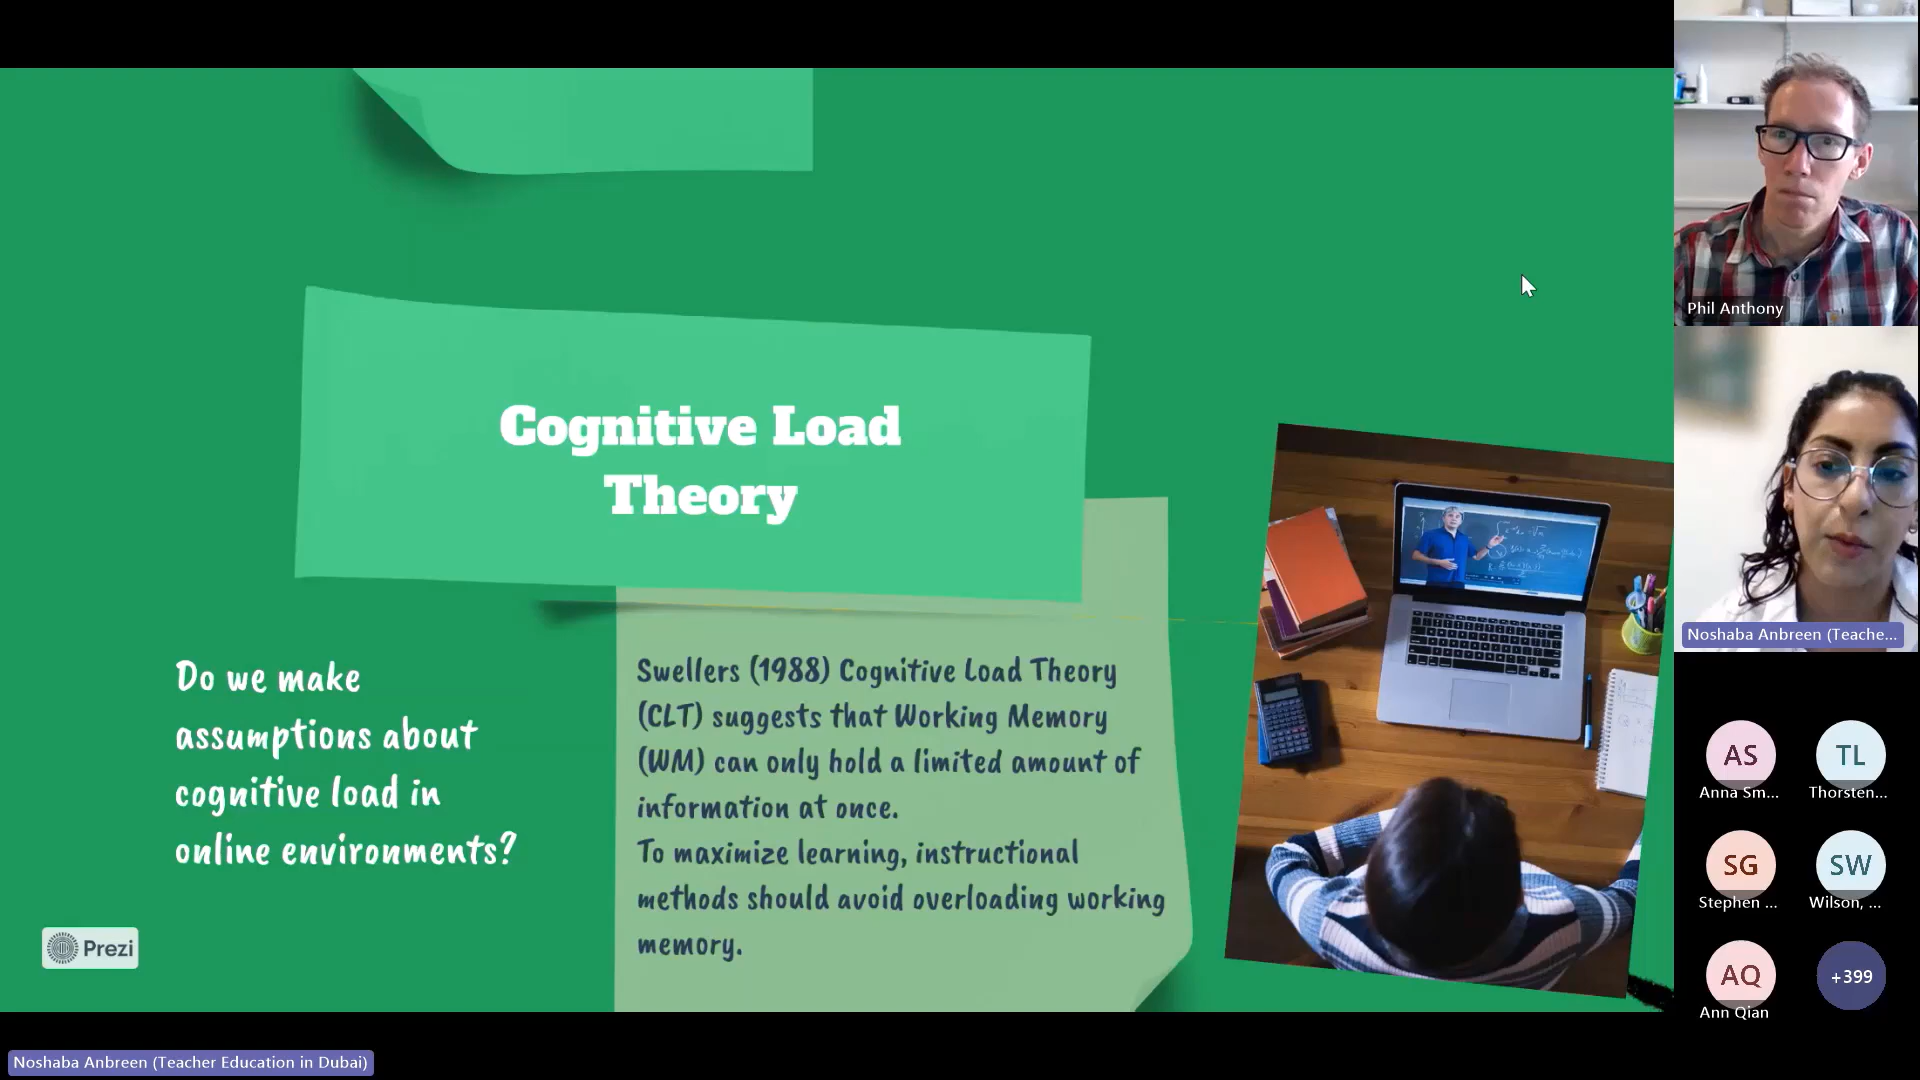 Cognitive Load
Theory
Do we make
assumptions about
cognitive load in
online environments?
Swellers (1988) Cognitive Load Theory
(CLT) suggests that Working Memory
(WM) can only hold a limited amount of
information at once.
To maximize learning, instructional
methods should avoid overloading working
memory.
Prezi
Noshaba Anbreen (Teacher Education in Dubai)
Phil Anthony
Noshaba Anbreen (Teache...
AS
Anna Sm...
TL
Thorsten...
SG
Stephen ...
SW
Wilson, ...
AQ
Ann Qian
+399